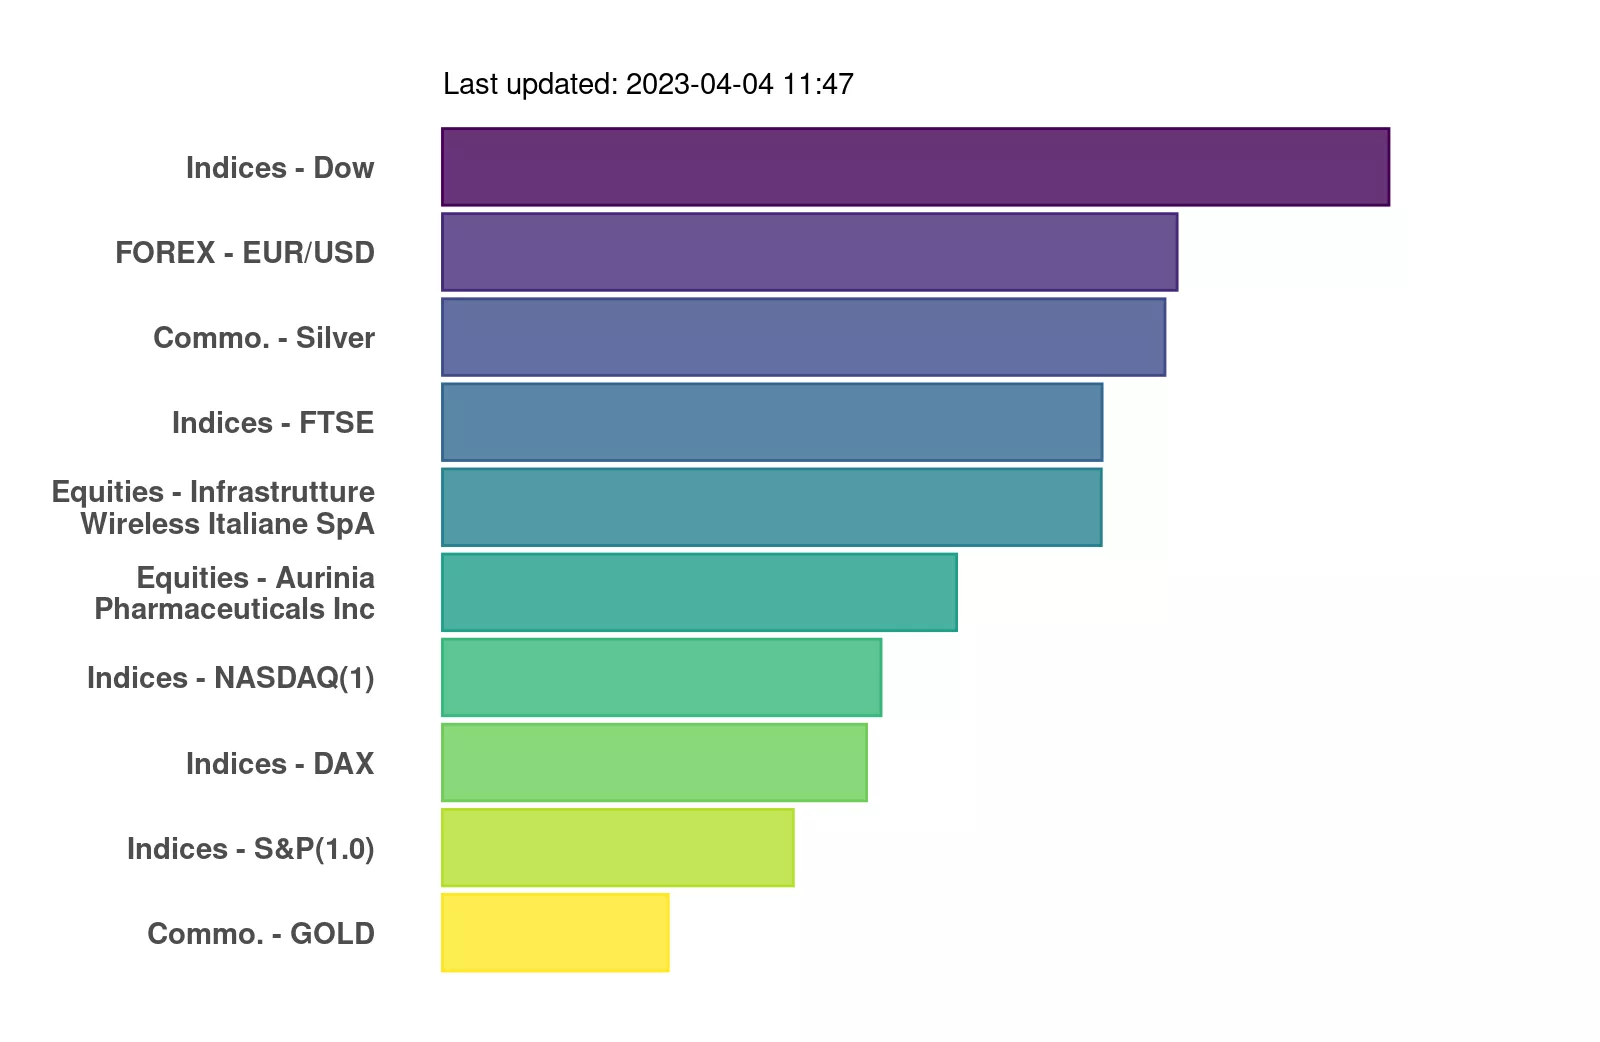 Last updated: 2023-04-04 11:47
Indices - Dow
FOREX - EUR/USD
Commo. - Silver
Indices - FTSE
Equities - Infrastrutture
Wireless Italiane SpA
Equities - Aurinia
Pharmaceuticals Inc
Indices - NASDAQ(1)
Indices - DAX
Indices - S&P(1.0)
Commo. - GOLD